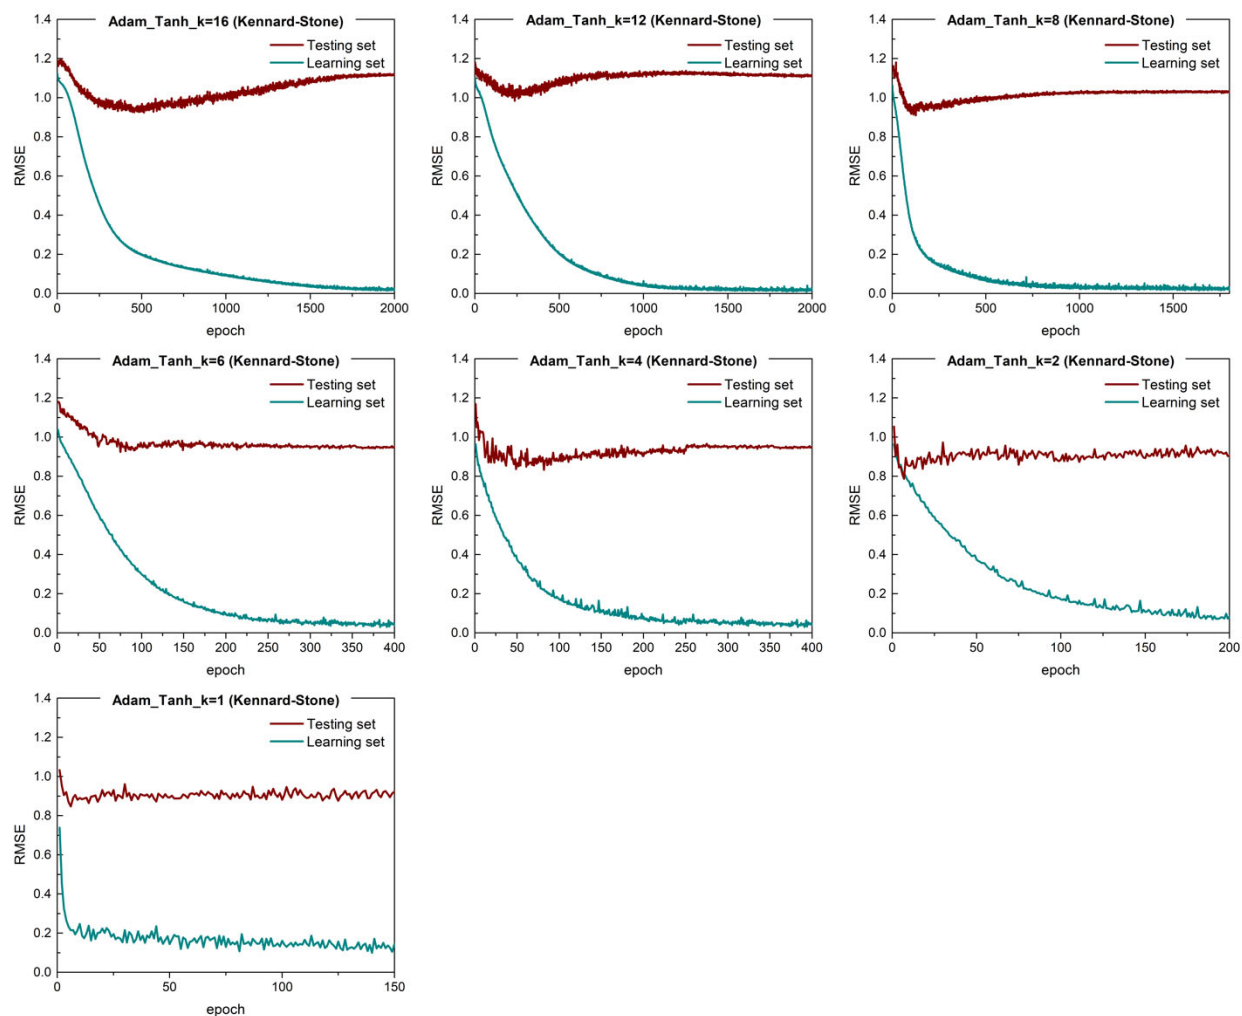 Adam_Tanh_k=16 (Kennard-Stone)
Testing set
Learning set
RMSE
1.4
1.2
1.0
0.8
0.6
0.4
0.2
0.0
0
500
1000
1500
2000
epoch
Adam_Tanh_k=12 (Kennard-Stone)
Testing set
Learning set
RMSE
1.4
1.2
1.0
0.8
0.6
0.4
0.2
0.0
0
500
1000
1500
2000
epoch
Adam_Tanh_k=8 (Kennard-Stone)
Testing set
Learning set
RMSE
1.4
1.2
1.0
0.8
0.6
0.4
0.2
0.0
0
500
1000
1500
epoch
Adam_Tanh_k=6 (Kennard-Stone)
Testing set
Learning set
RMSE
1.4
1.2
1.0
0.8
0.6
0.4
0.2
0.0
0
50
100
150
200
250
300
350
400
epoch
Adam_Tanh_k=4 (Kennard-Stone)
Testing set
Learning set
RMSE
1.4
1.2
1.0
0.8
0.6
0.4
0.2
0.0
0
50
100
150
200
250
300
350
400
epoch
Adam_Tanh_k=2 (Kennard-Stone)
Testing set
Learning set
RMSE
1.4
1.2
1.0
0.8
0.6
0.4
0.2
0.0
0
50
100
150
200
epoch
Adam_Tanh_k=1 (Kennard-Stone)
Testing set
Learning set
RMSE
1.4
1.2
1.0
0.8
0.6
0.4
0.2
0.0
0
50
100
150
epoch